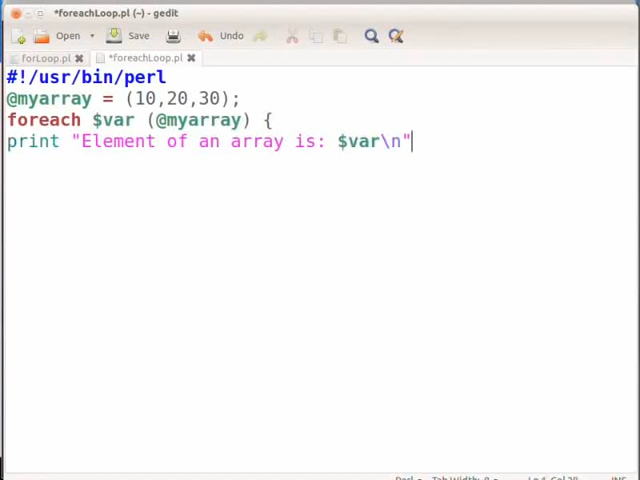 *foreachLoop.pl (~) - gedit
Open Save Undo
forLoop.pl *foreachLoop.pl
#!/usr/bin/perl
@myarray = (10,20,30);
foreach $var (@myarray) {
print "Element of an array is: $var\n"